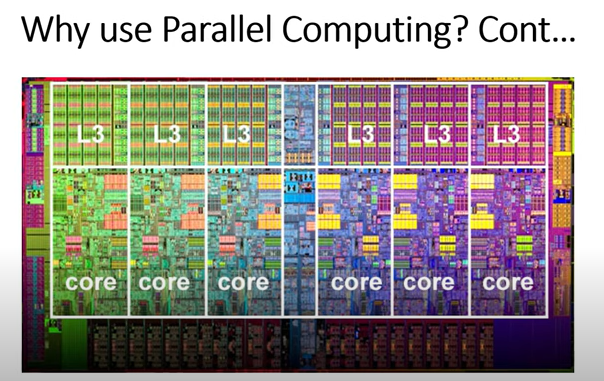 Why use Parallel Computing? Cont...
L3 L3 L3 L3 L3 L3
core core core core core core